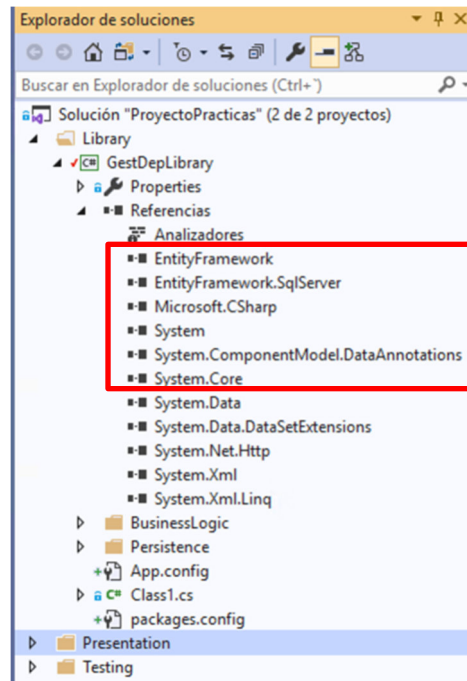 Explorador de soluciones
Buscar en Explorador de soluciones (Ctrl+`)
Solución "ProyectoPracticas" (2 de 2 proyectos)
Library
C# GestDepLibrary
Properties
Referencias
Analizadores
EntityFramework
EntityFramework.SqlServer
Microsoft.CSharp
System
System.ComponentModel.DataAnnotations
System.Core
System.Data
System.Data.DataSetExtensions
System.Net.Http
System.Xml
System.Xml.Linq
BusinessLogic
Persistence
App.config
C# Class1.cs
packages.config
Presentation
Testing